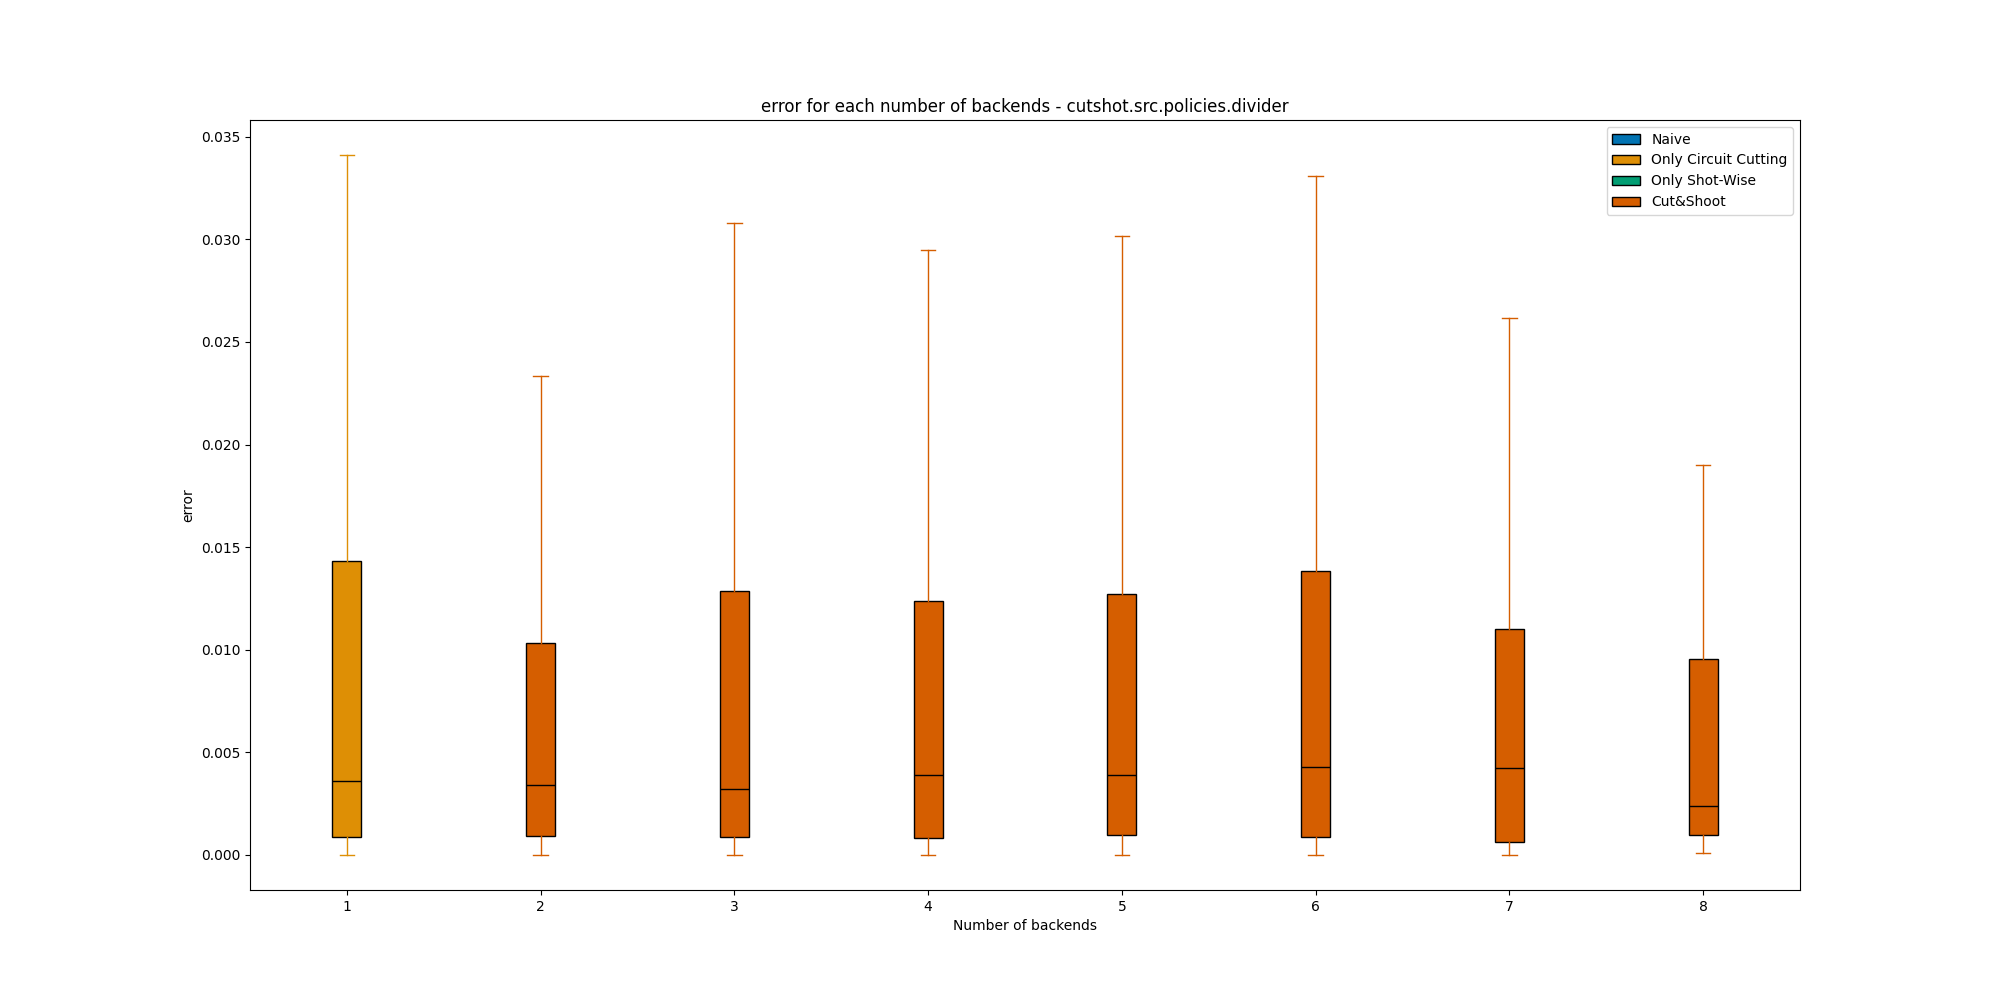 error for each number of backends - cutshot.src.policies.divider
Naive
Only Circuit Cutting
Only Shot-Wise
Cut&Shoot
0.035
0.030
0.025
0.020
0.015
0.010
0.005
0.000
error
1 2 3 4 5 6 7 8
Number of backends